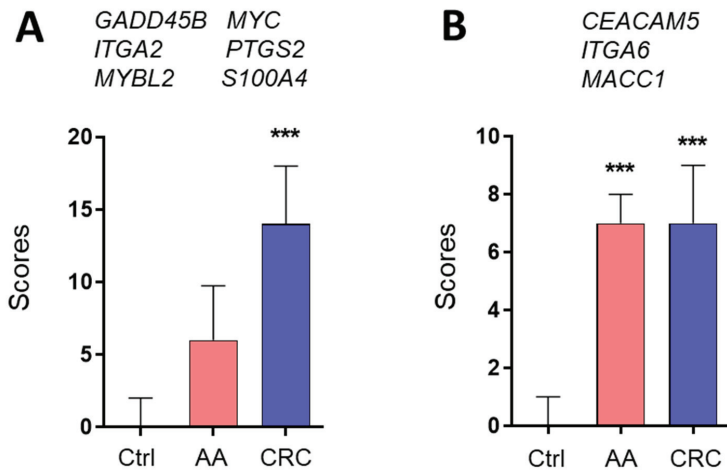 A
GADD45B MYC
ITGA2 PTGS2
MYBL2 S100A4
***
20
15
10
5
0
Scores
Ctrl AA CRC
B
CEACAM5
ITGA6
MACC1
*** ***
10
8
6
4
2
0
Scores
Ctrl AA CRC